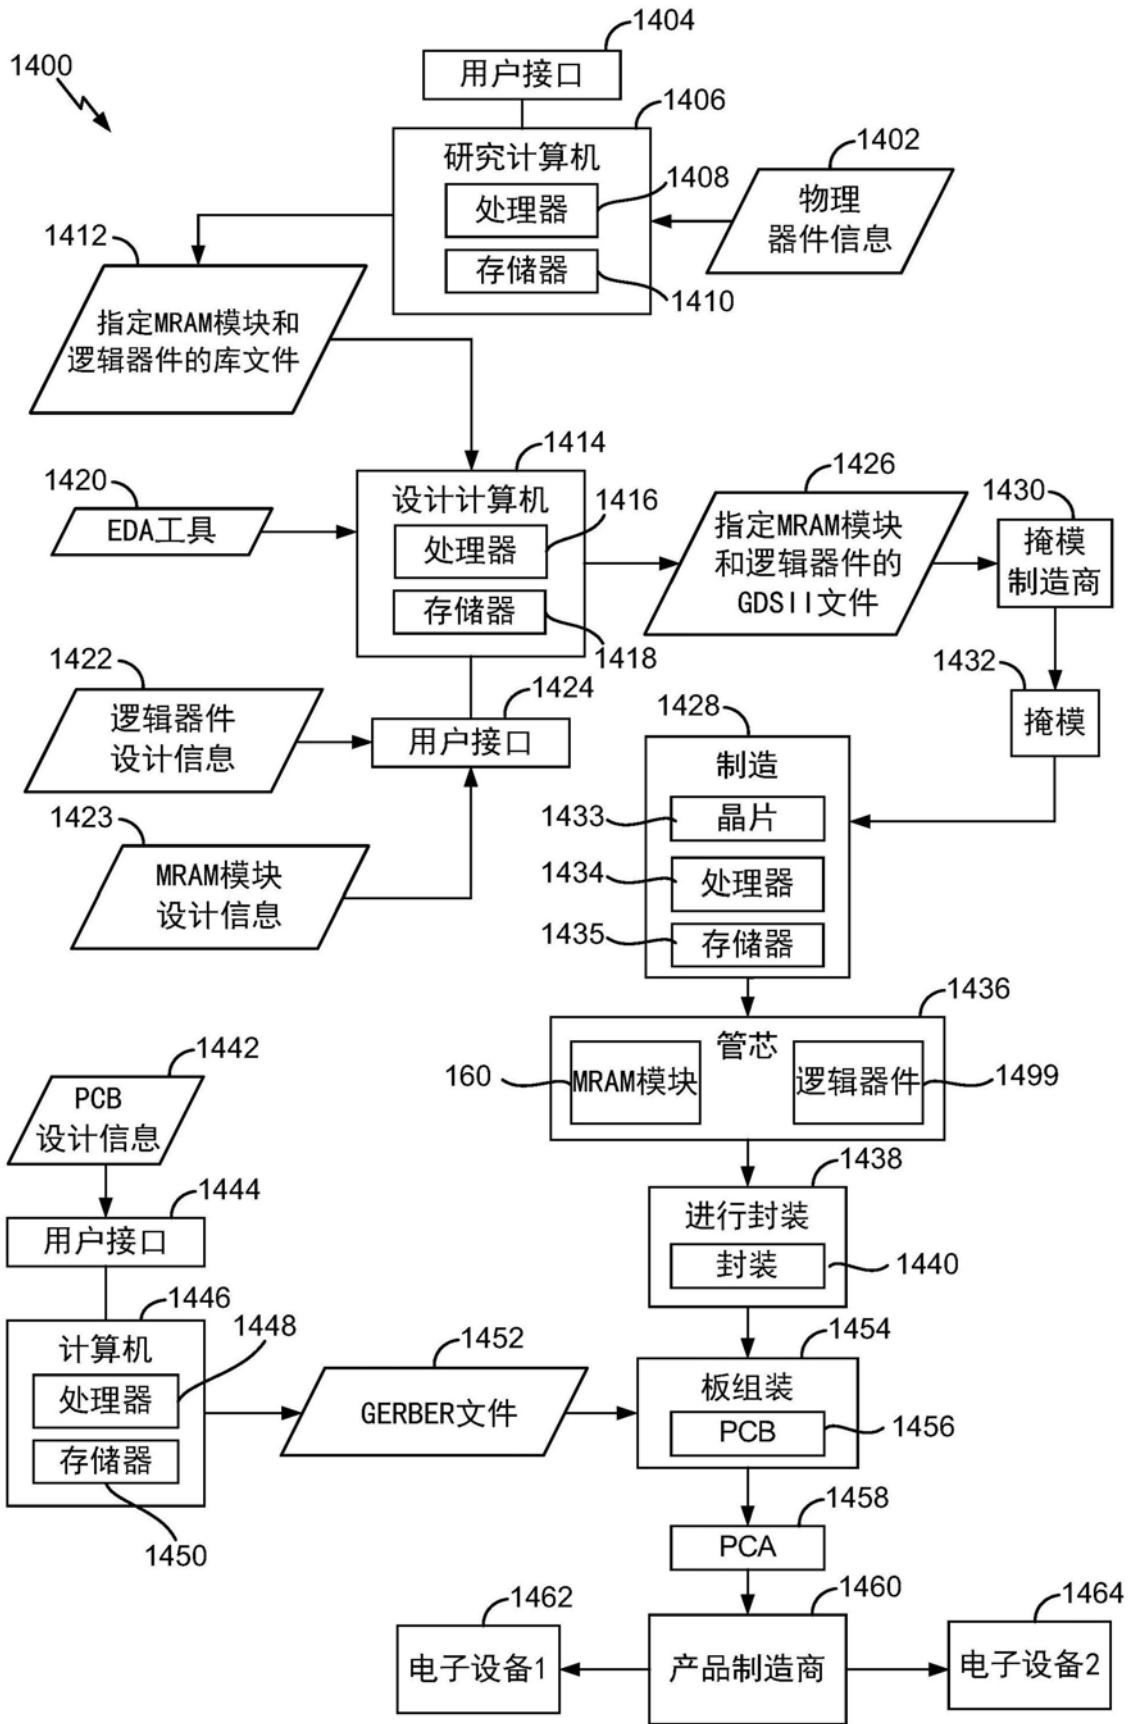 1400
1404
用户接口
1406
研究计算机
1408
处理器
1410
存储器
1402
物理
器件信息
1412
指定MRAM模块和
逻辑器件的库文件
1414
设计计算机
1416
处理器
1418
存储器
1420
EDA工具
1426
指定MRAM模块
和逻辑器件的
GDSII文件
1430
掩模
制造商
1432
掩模
1422
逻辑器件
设计信息
1424
用户接口
1423
MRAM模块
设计信息
1428
制造
1433
晶片
1434
处理器
1435
存储器
1436
管芯
160
MRAM模块
逻辑器件
1499
1442
PCB
设计信息
1444
用户接口
1438
进行封装
封装
1440
1446
计算机
1448
处理器
存储器
1450
1452
GERBER文件
1454
板组装
PCB
1456
1458
PCA
1460
产品制造商
1462
电子设备1
1464
电子设备2